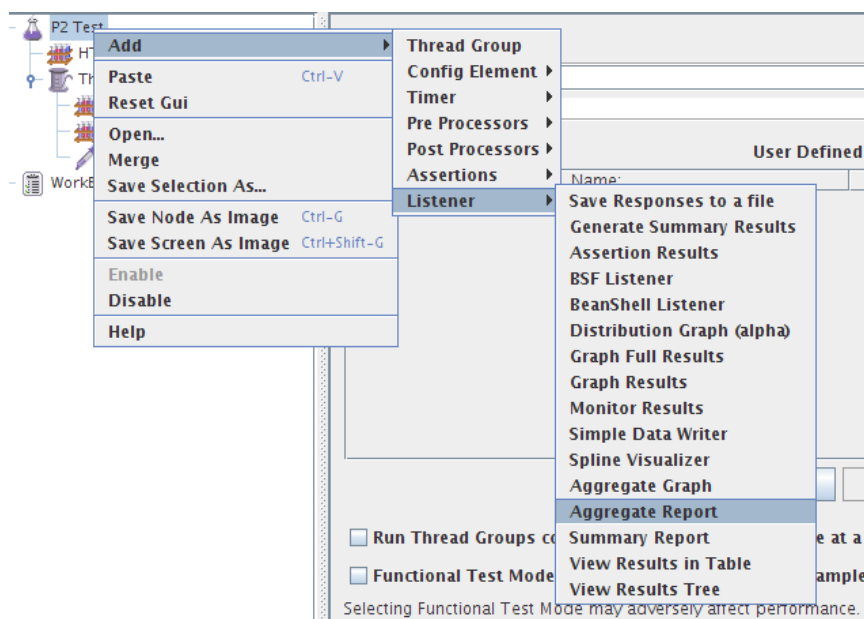 P2 Test
HT
Th
WorkB
Add
Paste Ctrl-V
Reset Gui
Open...
Merge
Save Selection As...
Save Node As Image Ctrl-G
Save Screen As Image Ctrl+Shift-G
Enable
Disable
Help
Thread Group
Config Element
Timer
Pre Processors
Post Processors
Assertions
Listener
User Defined
Name:
Save Responses to a file
Generate Summary Results
Assertion Results
BSF Listener
BeanShell Listener
Distribution Graph (alpha)
Graph Full Results
Graph Results
Monitor Results
Simple Data Writer
Spline Visualizer
Aggregate Graph
Aggregate Report
Summary Report
View Results in Table
View Results Tree
Run Thread Groups co e at a
Functional Test Mode ample
Selecting Functional Test Mode may adversely affect performance.